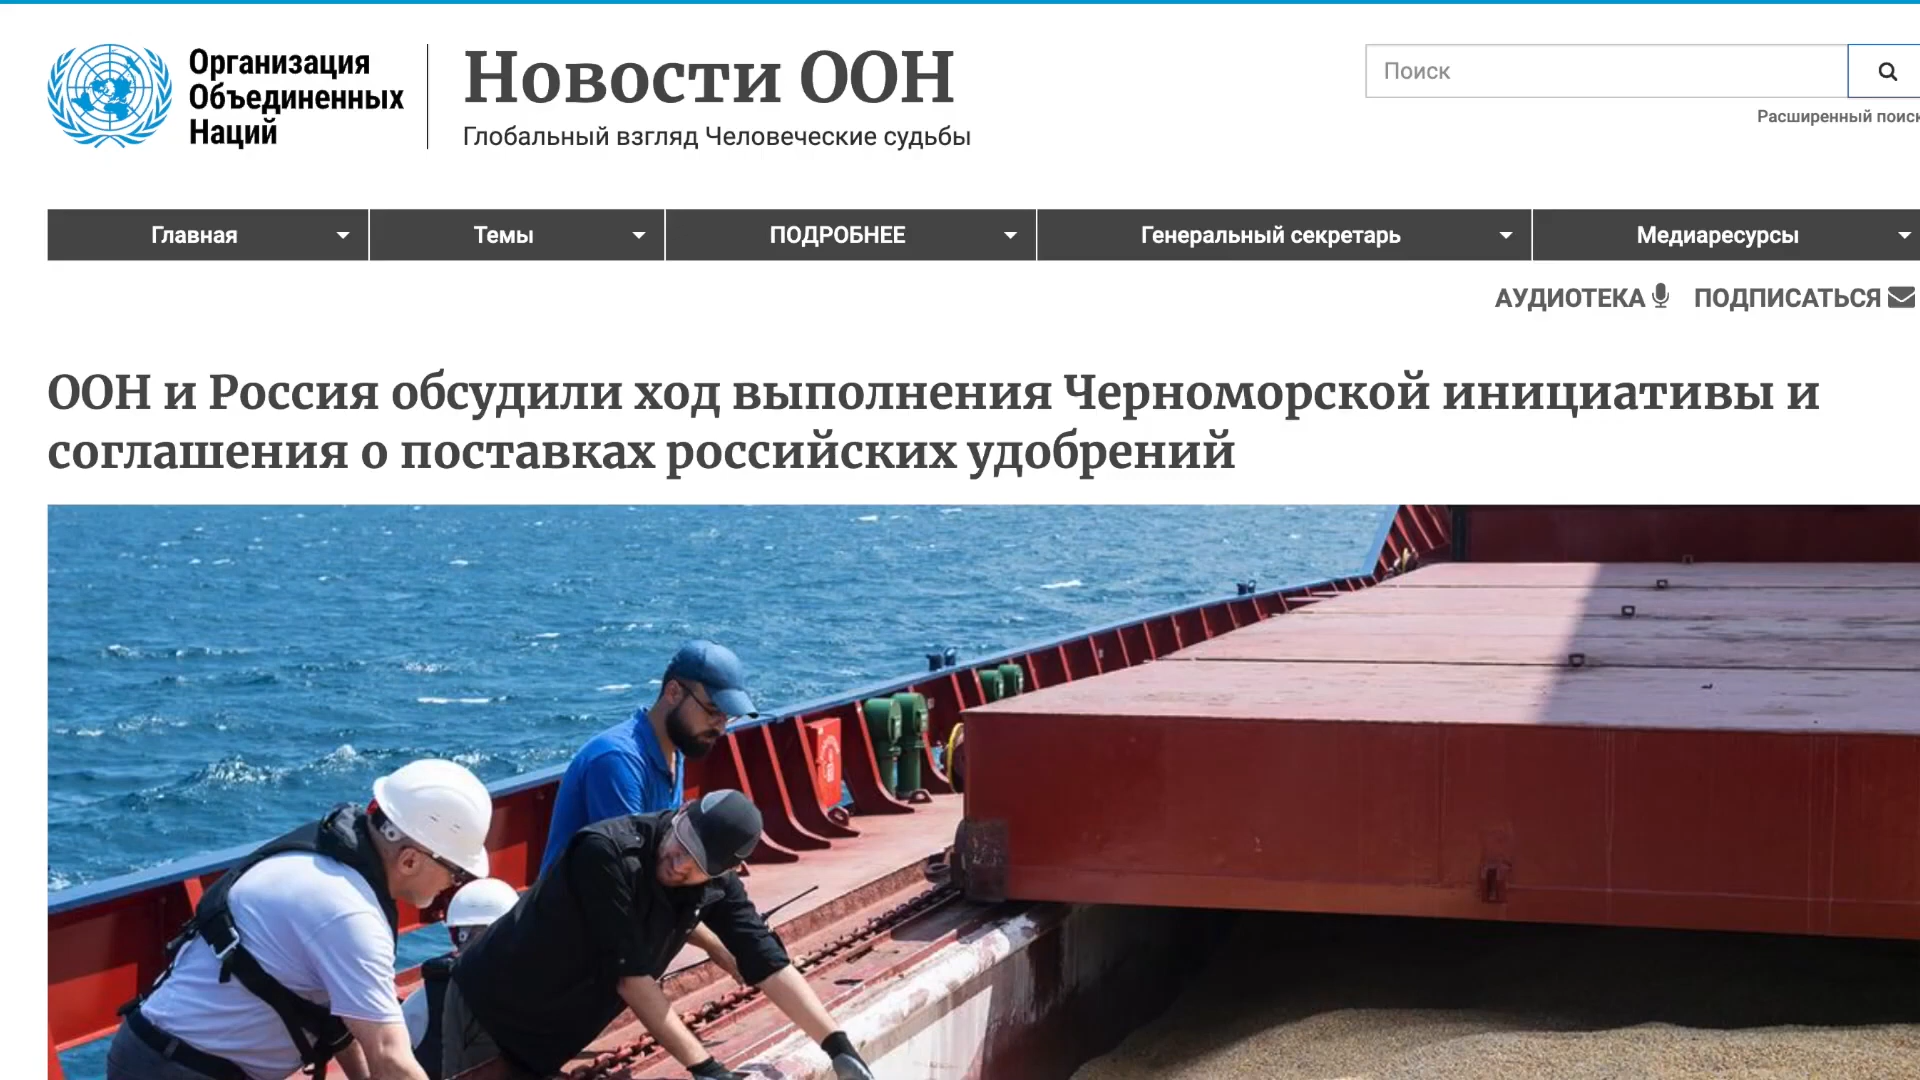 Организация
Объединенных
Наций
Новости ООН
Глобальный взгляд Человеческие судьбы
Поиск
Расширенный поиск
Главная
Темы
ПОДРОБНЕЕ
Генеральный секретарь
Медиаресурсы
АУДИОТЕКА
ПОДПИСАТЬСЯ
ООН и Россия обсудили ход выполнения Черноморской инициативы и
соглашения о поставках российских удобрений